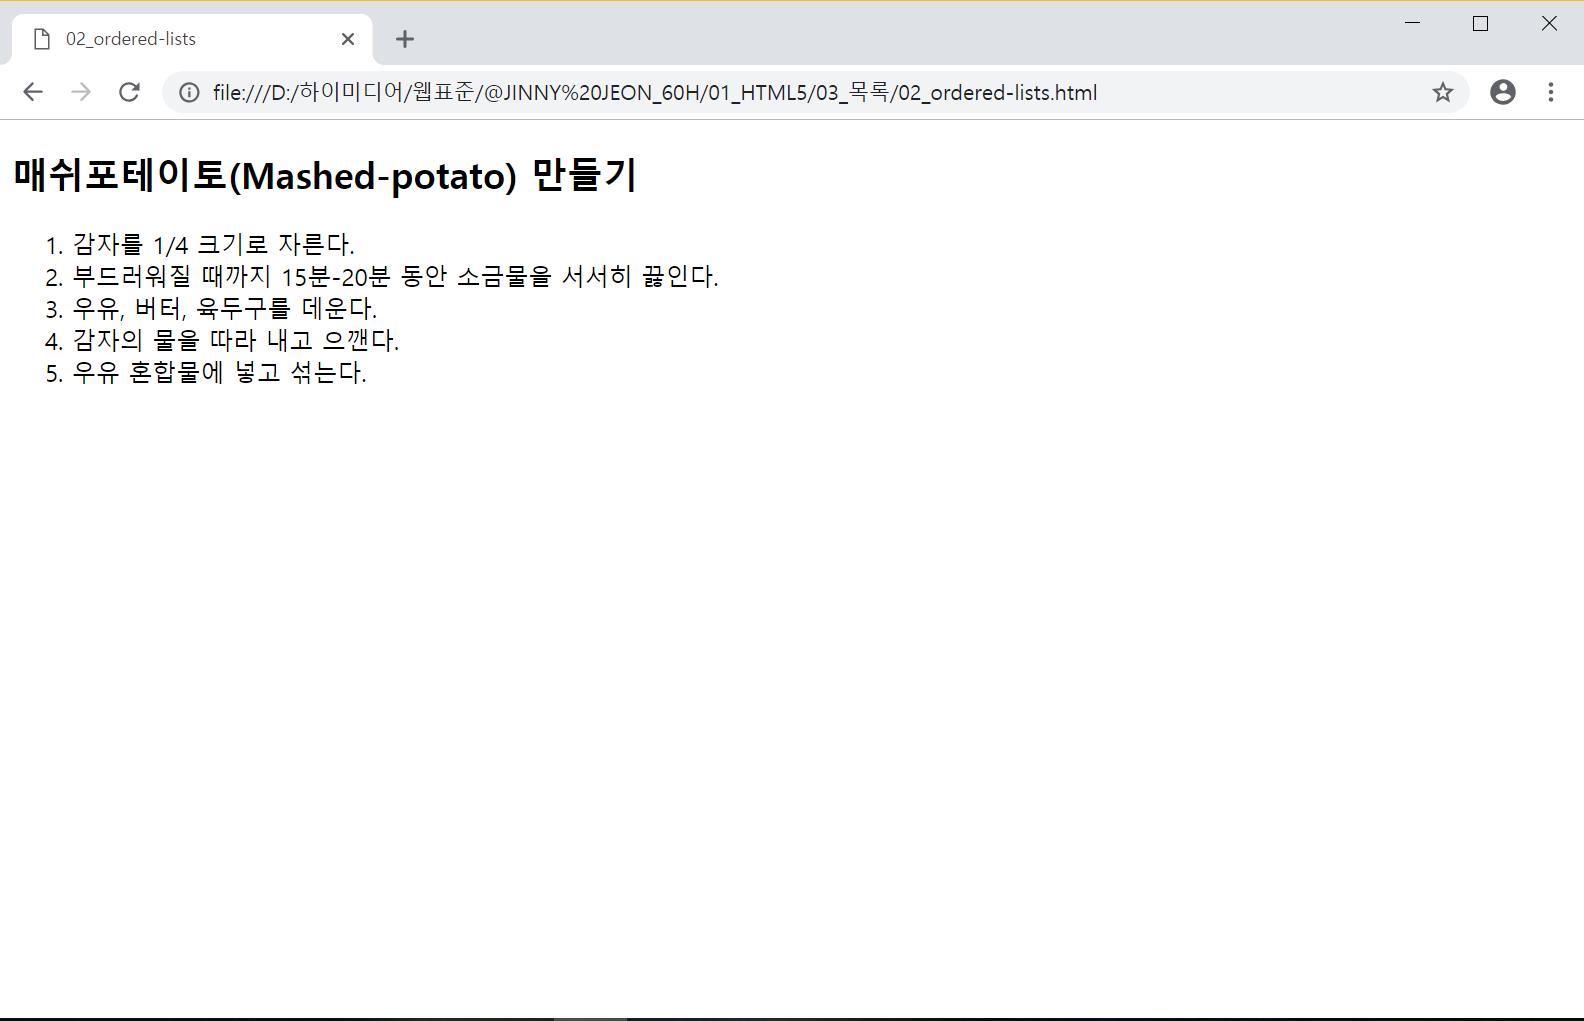 02_ordered-lists
file:///D:/하이미디어/웹표준/@JINNY%20JEON_60H/01_HTML5/03_목록/02_ordered-lists.html
매쉬포테이토(Mashed-potato) 만들기
1. 감자를 1/4 크기로 자른다.
2. 부드러워질 때까지 15분-20분 동안 소금물을 서서히 끓인다.
3. 우유, 버터, 육두구를 데운다.
4. 감자의 물을 따라 내고 으깬다.
5. 우유 혼합물에 넣고 섞는다.